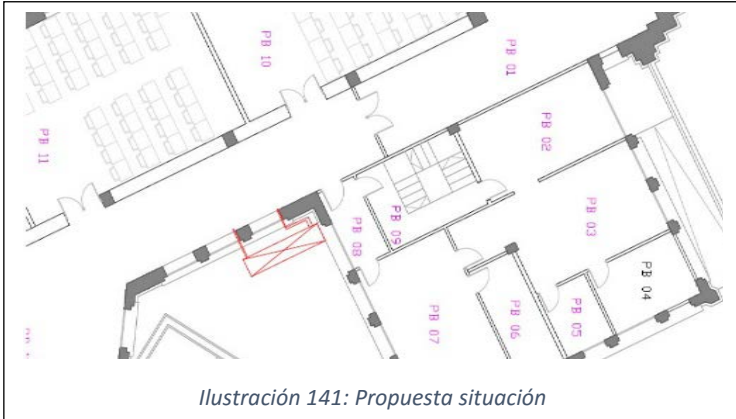 PB 10
PB 01
PB 11
PB 02
PB 09
PB 08
PB 03
PB 04
PB 07
PB 06
PB 05
Ilustración 141: Propuesta situación